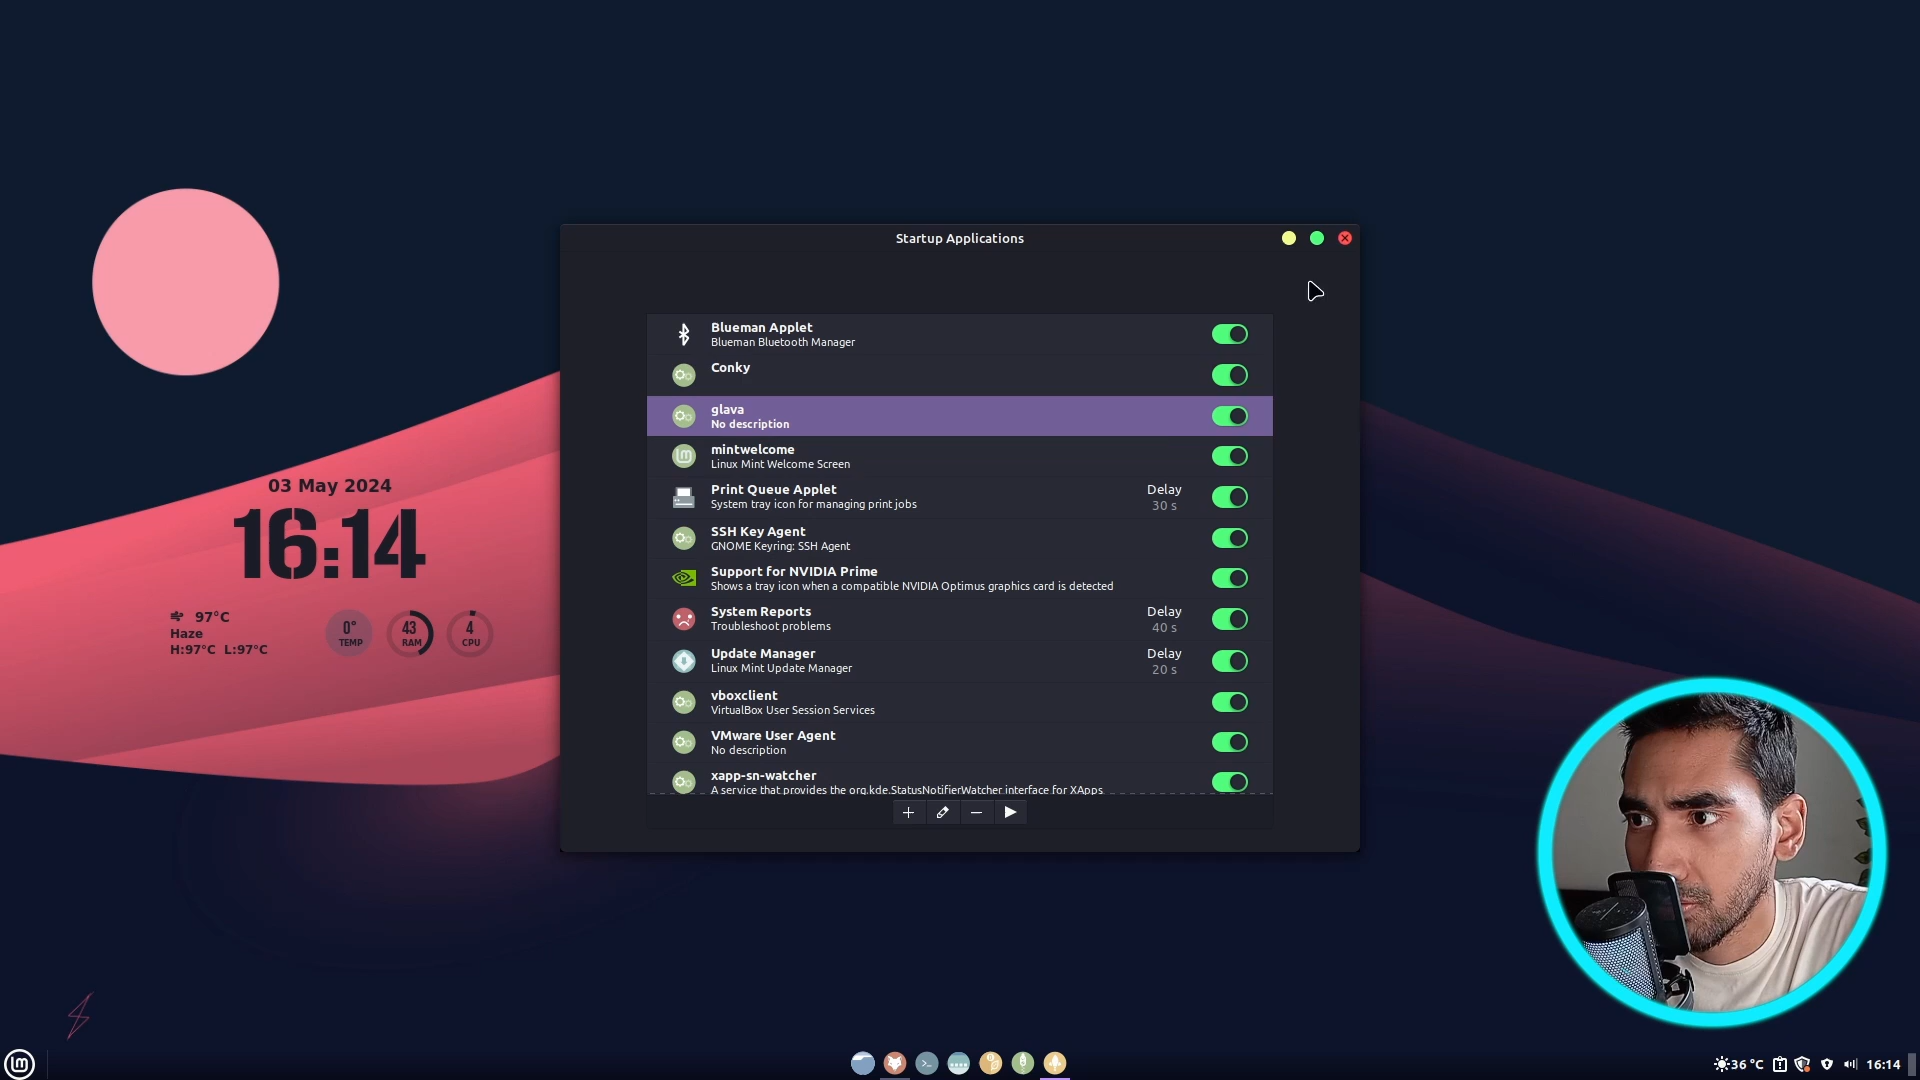 Startup Applications
Blueman Applet
Blueman Bluetooth Manager
Conky
glava
No description
mintwelcome
Linux Mint Welcome Screen
Print Queue Applet
System tray icon for managing print jobs
Delay
30 s
SSH Key Agent
GNOME Keyring: SSH Agent
Support for NVIDIA Prime
Shows a tray icon when a compatible NVIDIA Optimus graphics card is detected
System Reports
Troubleshoot problems
Delay
40 s
Update Manager
Linux Mint Update Manager
Delay
20 s
vboxclient
VirtualBox User Session Services
VMware User Agent
No description
xapp-sn-watcher
A service that provides the org.kde.StatusNotifierWatcher interface for XApps
03 May 2024
16:14
97°C
Haze
H:97°C L:97°C
0°
TEMP
43
RAM
4
CPU
36 °C
16:14